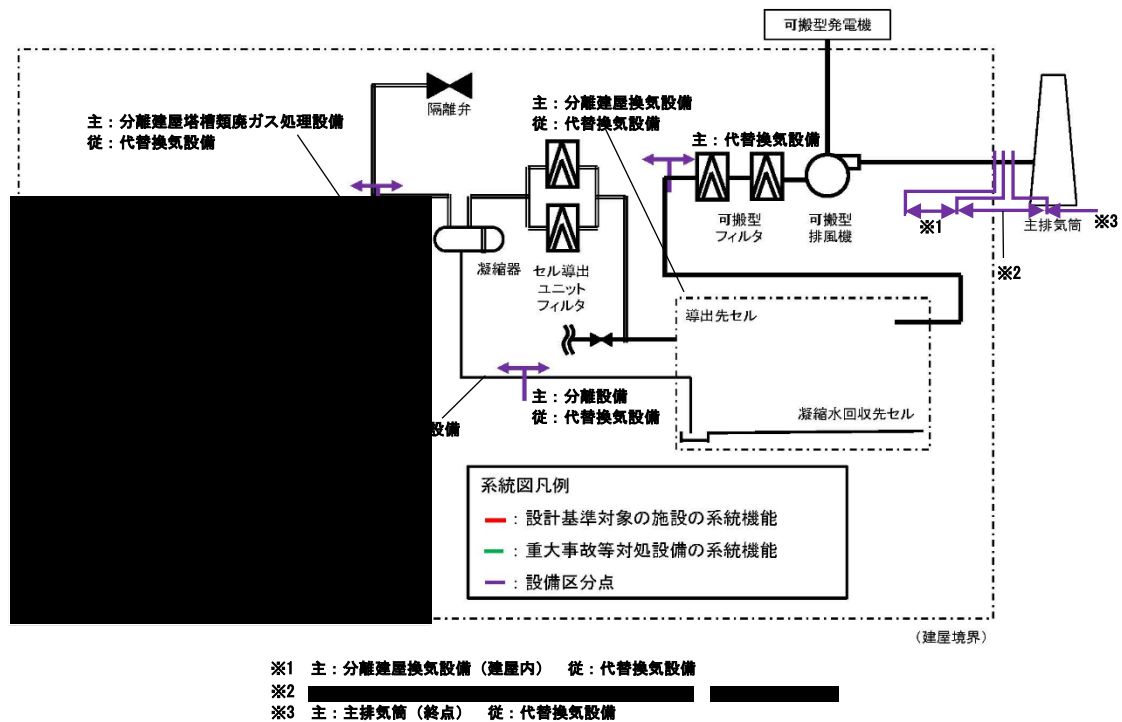 可搬型発電機
隔離弁
主：分離建屋塔槽類廃ガス処理設備
従：代替換気設備
主：分離建屋換気設備
従：代替換気設備
主：代替換気設備
凝縮器
セル導出
ユニット
フィルタ
可搬型
フィルタ
可搬型
排風機
主排気筒
※1
※2
※3
導出先セル
主：分離設備
従：代替換気設備
設備
凝縮水回収先セル
系統図凡例
：設計基準対象の施設の系統機能
：重大事故等対処設備の系統機能
：設備区分点
（建屋境界）
※1　主：分離建屋換気設備（建屋内）　従：代替換気設備
※2
※3　主：主排気筒（終点）　従：代替換気設備